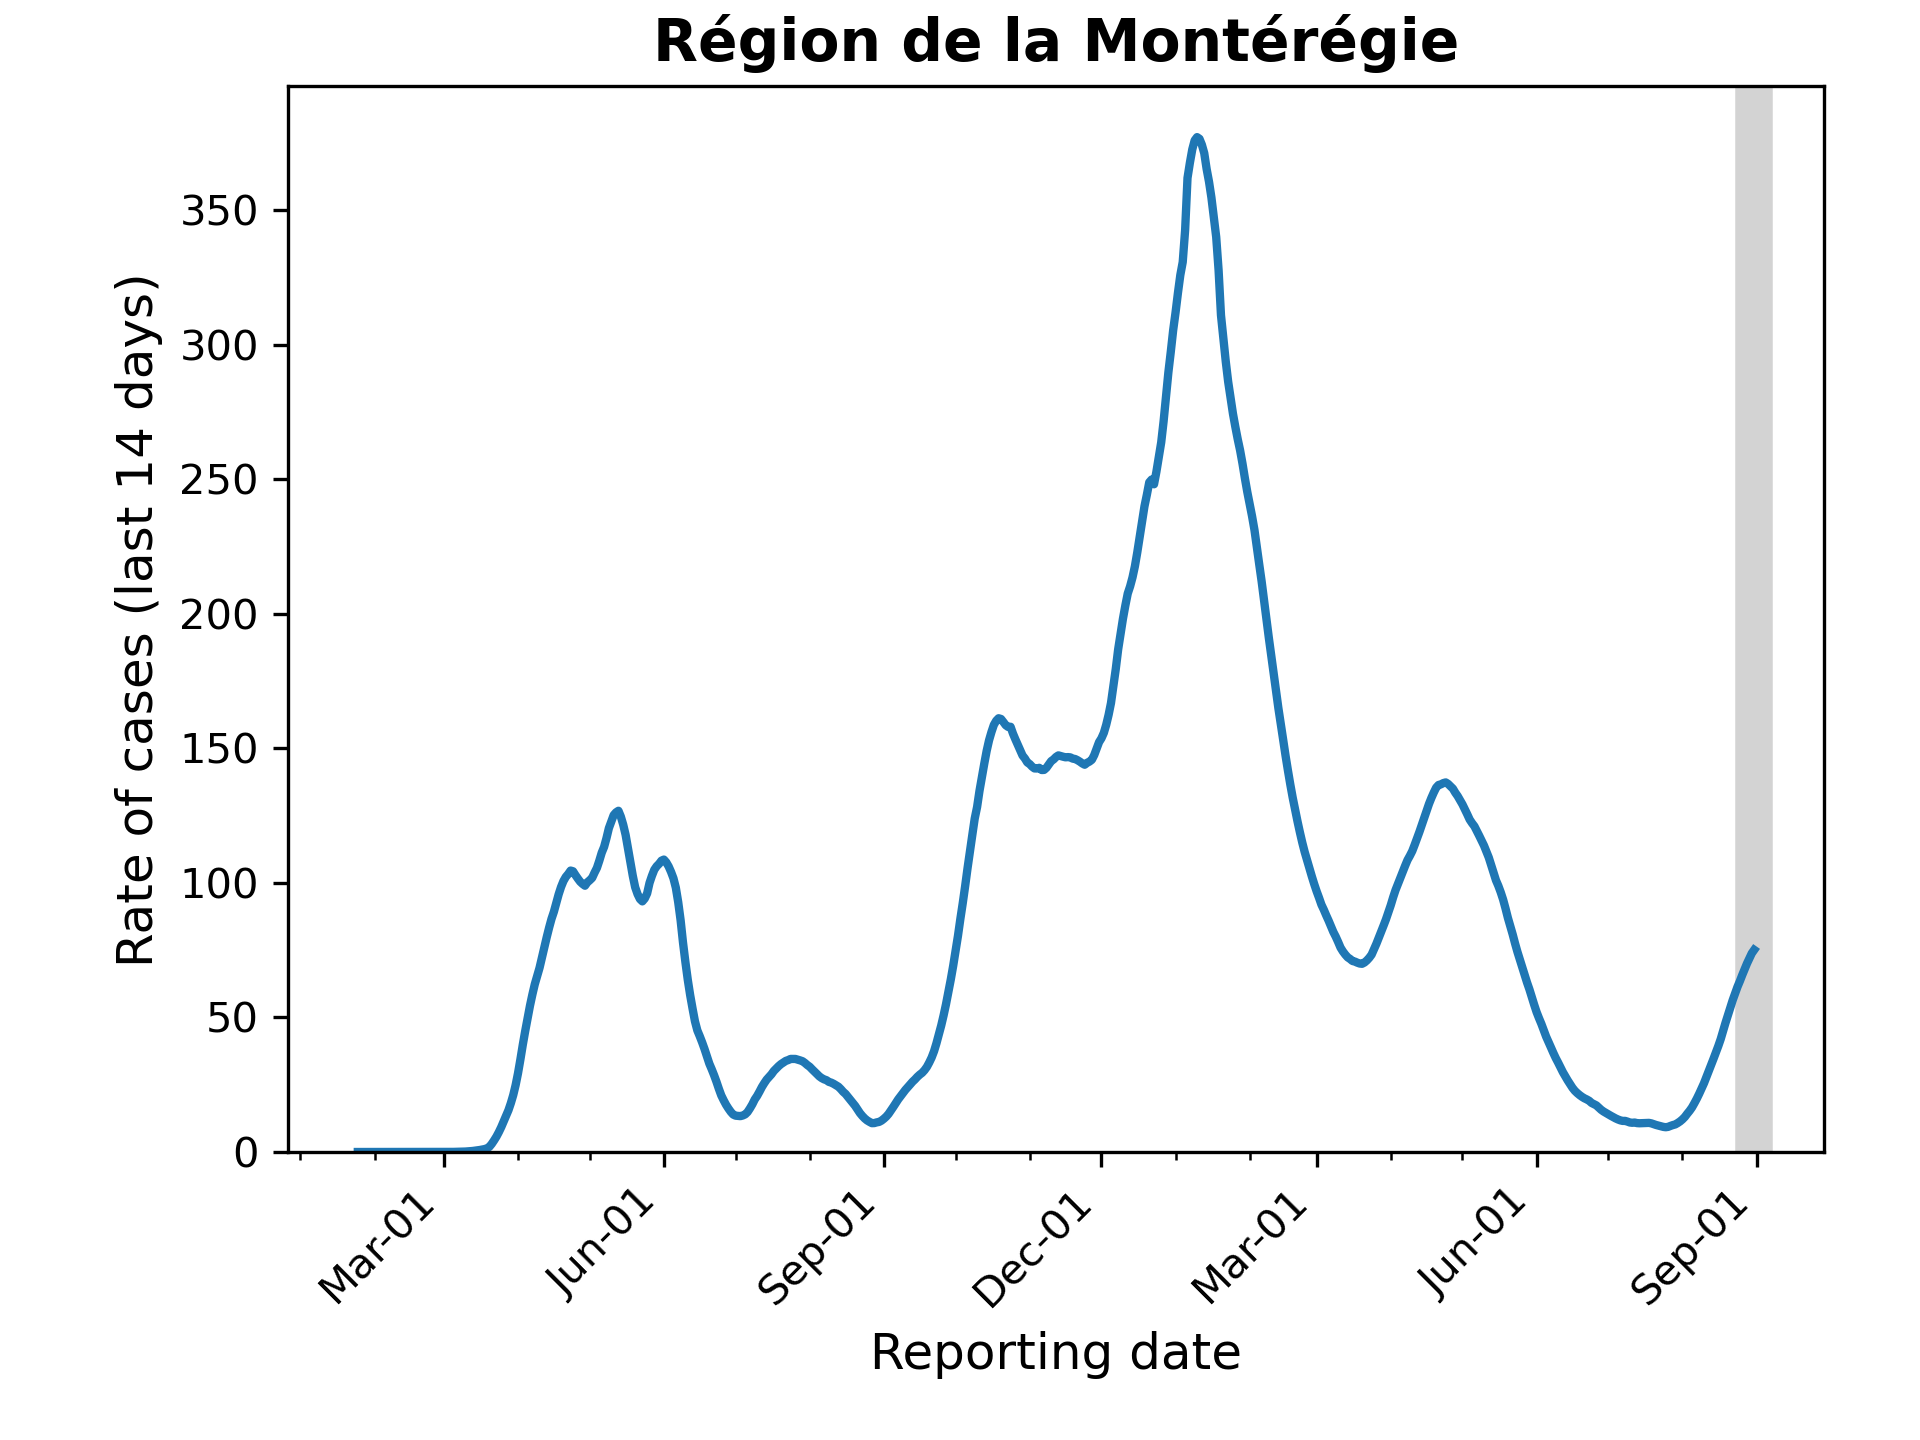 Région de la Montérégie
Rate of cases (last 14 days)
350
300
250
200
150
100
50
0
Mar-01
Jun-01
Sep-01
Dec-01
Mar-01
Jun-01
Sep-01
Reporting date